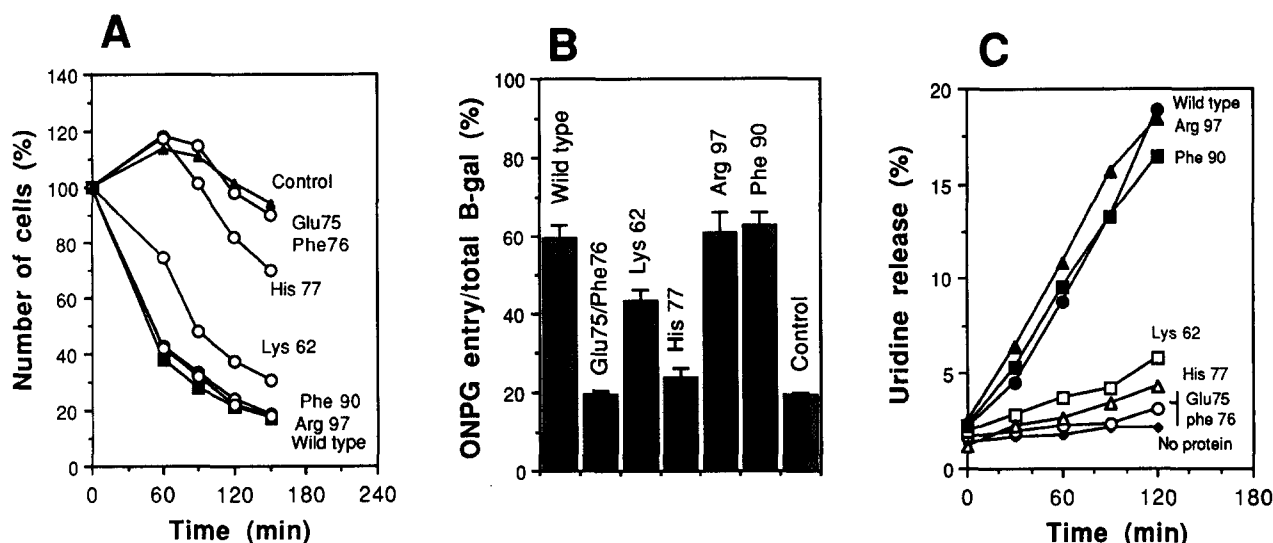 A
Number of cells (%)
140
120
100
80
60
40
20
0
0 60 120 180 240
Time (min)
Control
Glu75
Phe76
His 77
Lys 62
Phe 90
Arg 97
Wild type
B
ONPG entry/total B-gal (%)
100
80
60
40
20
0
Wild type
Glu75/Phe76
Lys 62
His 77
Arg 97
Phe 90
Control
C
Uridine release (%)
20
15
10
5
0
0 60 120 180
Time (min)
Wild type
Arg 97
Phe 90
Lys 62
His 77
Glu75
phe 76
No protein